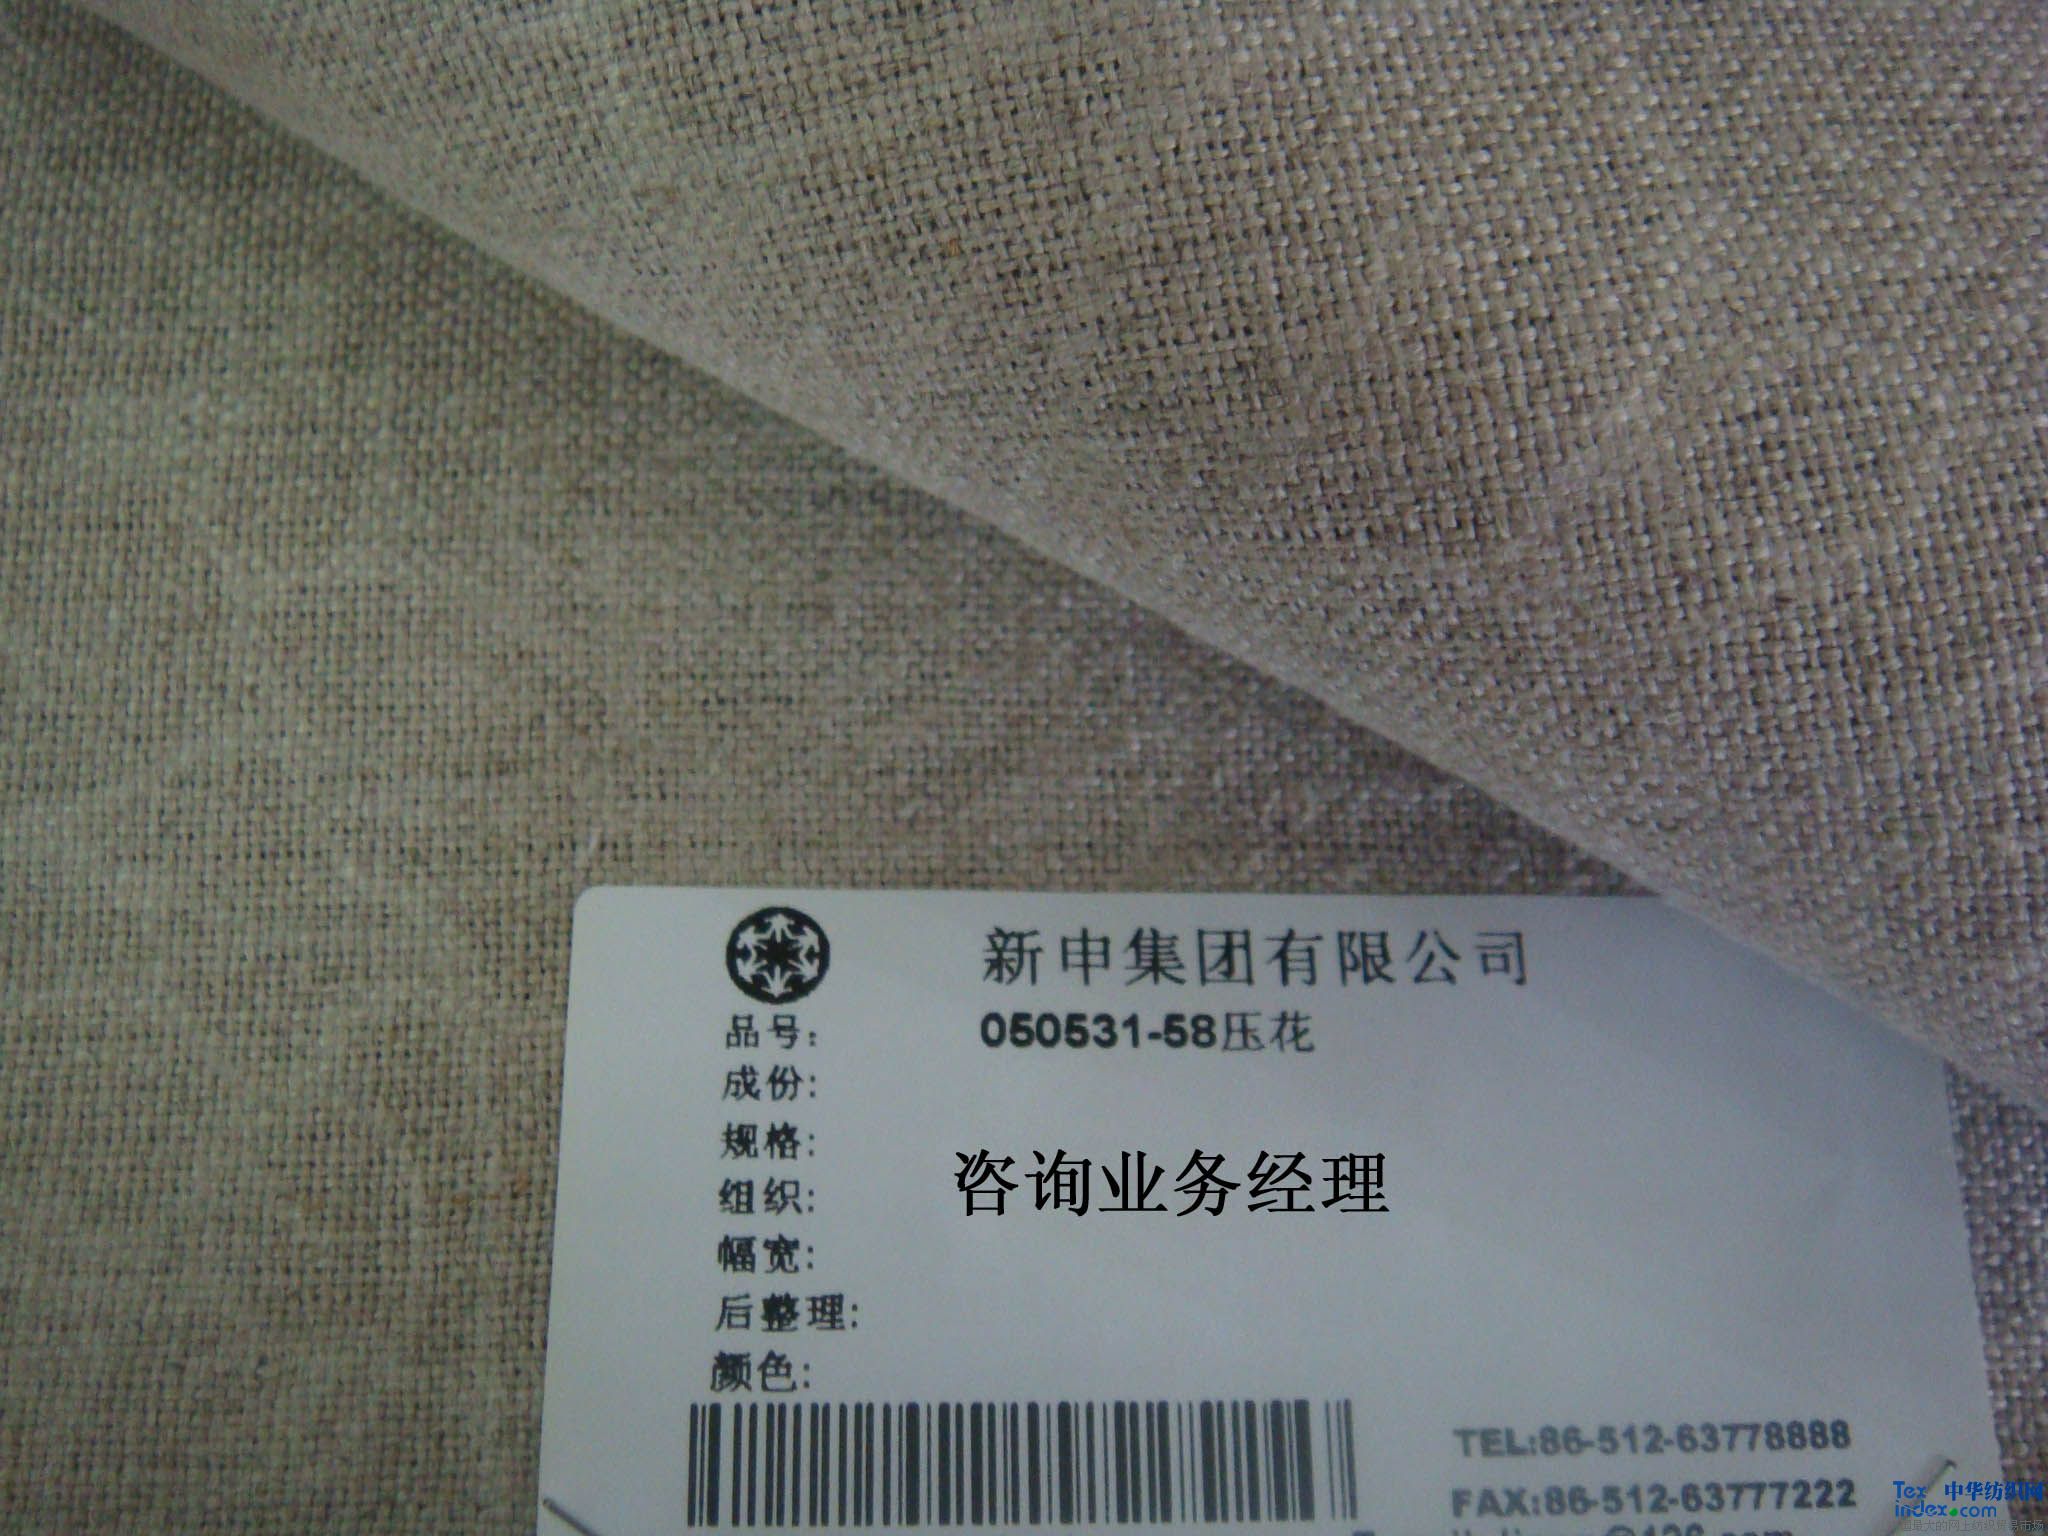 新申集团有限公司
品号: 050531-58压花
成份:
规格:
咨询业务经理
组织:
幅宽:
后整理:
颜色:
TEL:86-512-63778888
FAX:86-512-63777222
Tex 中华纺织网
index.com